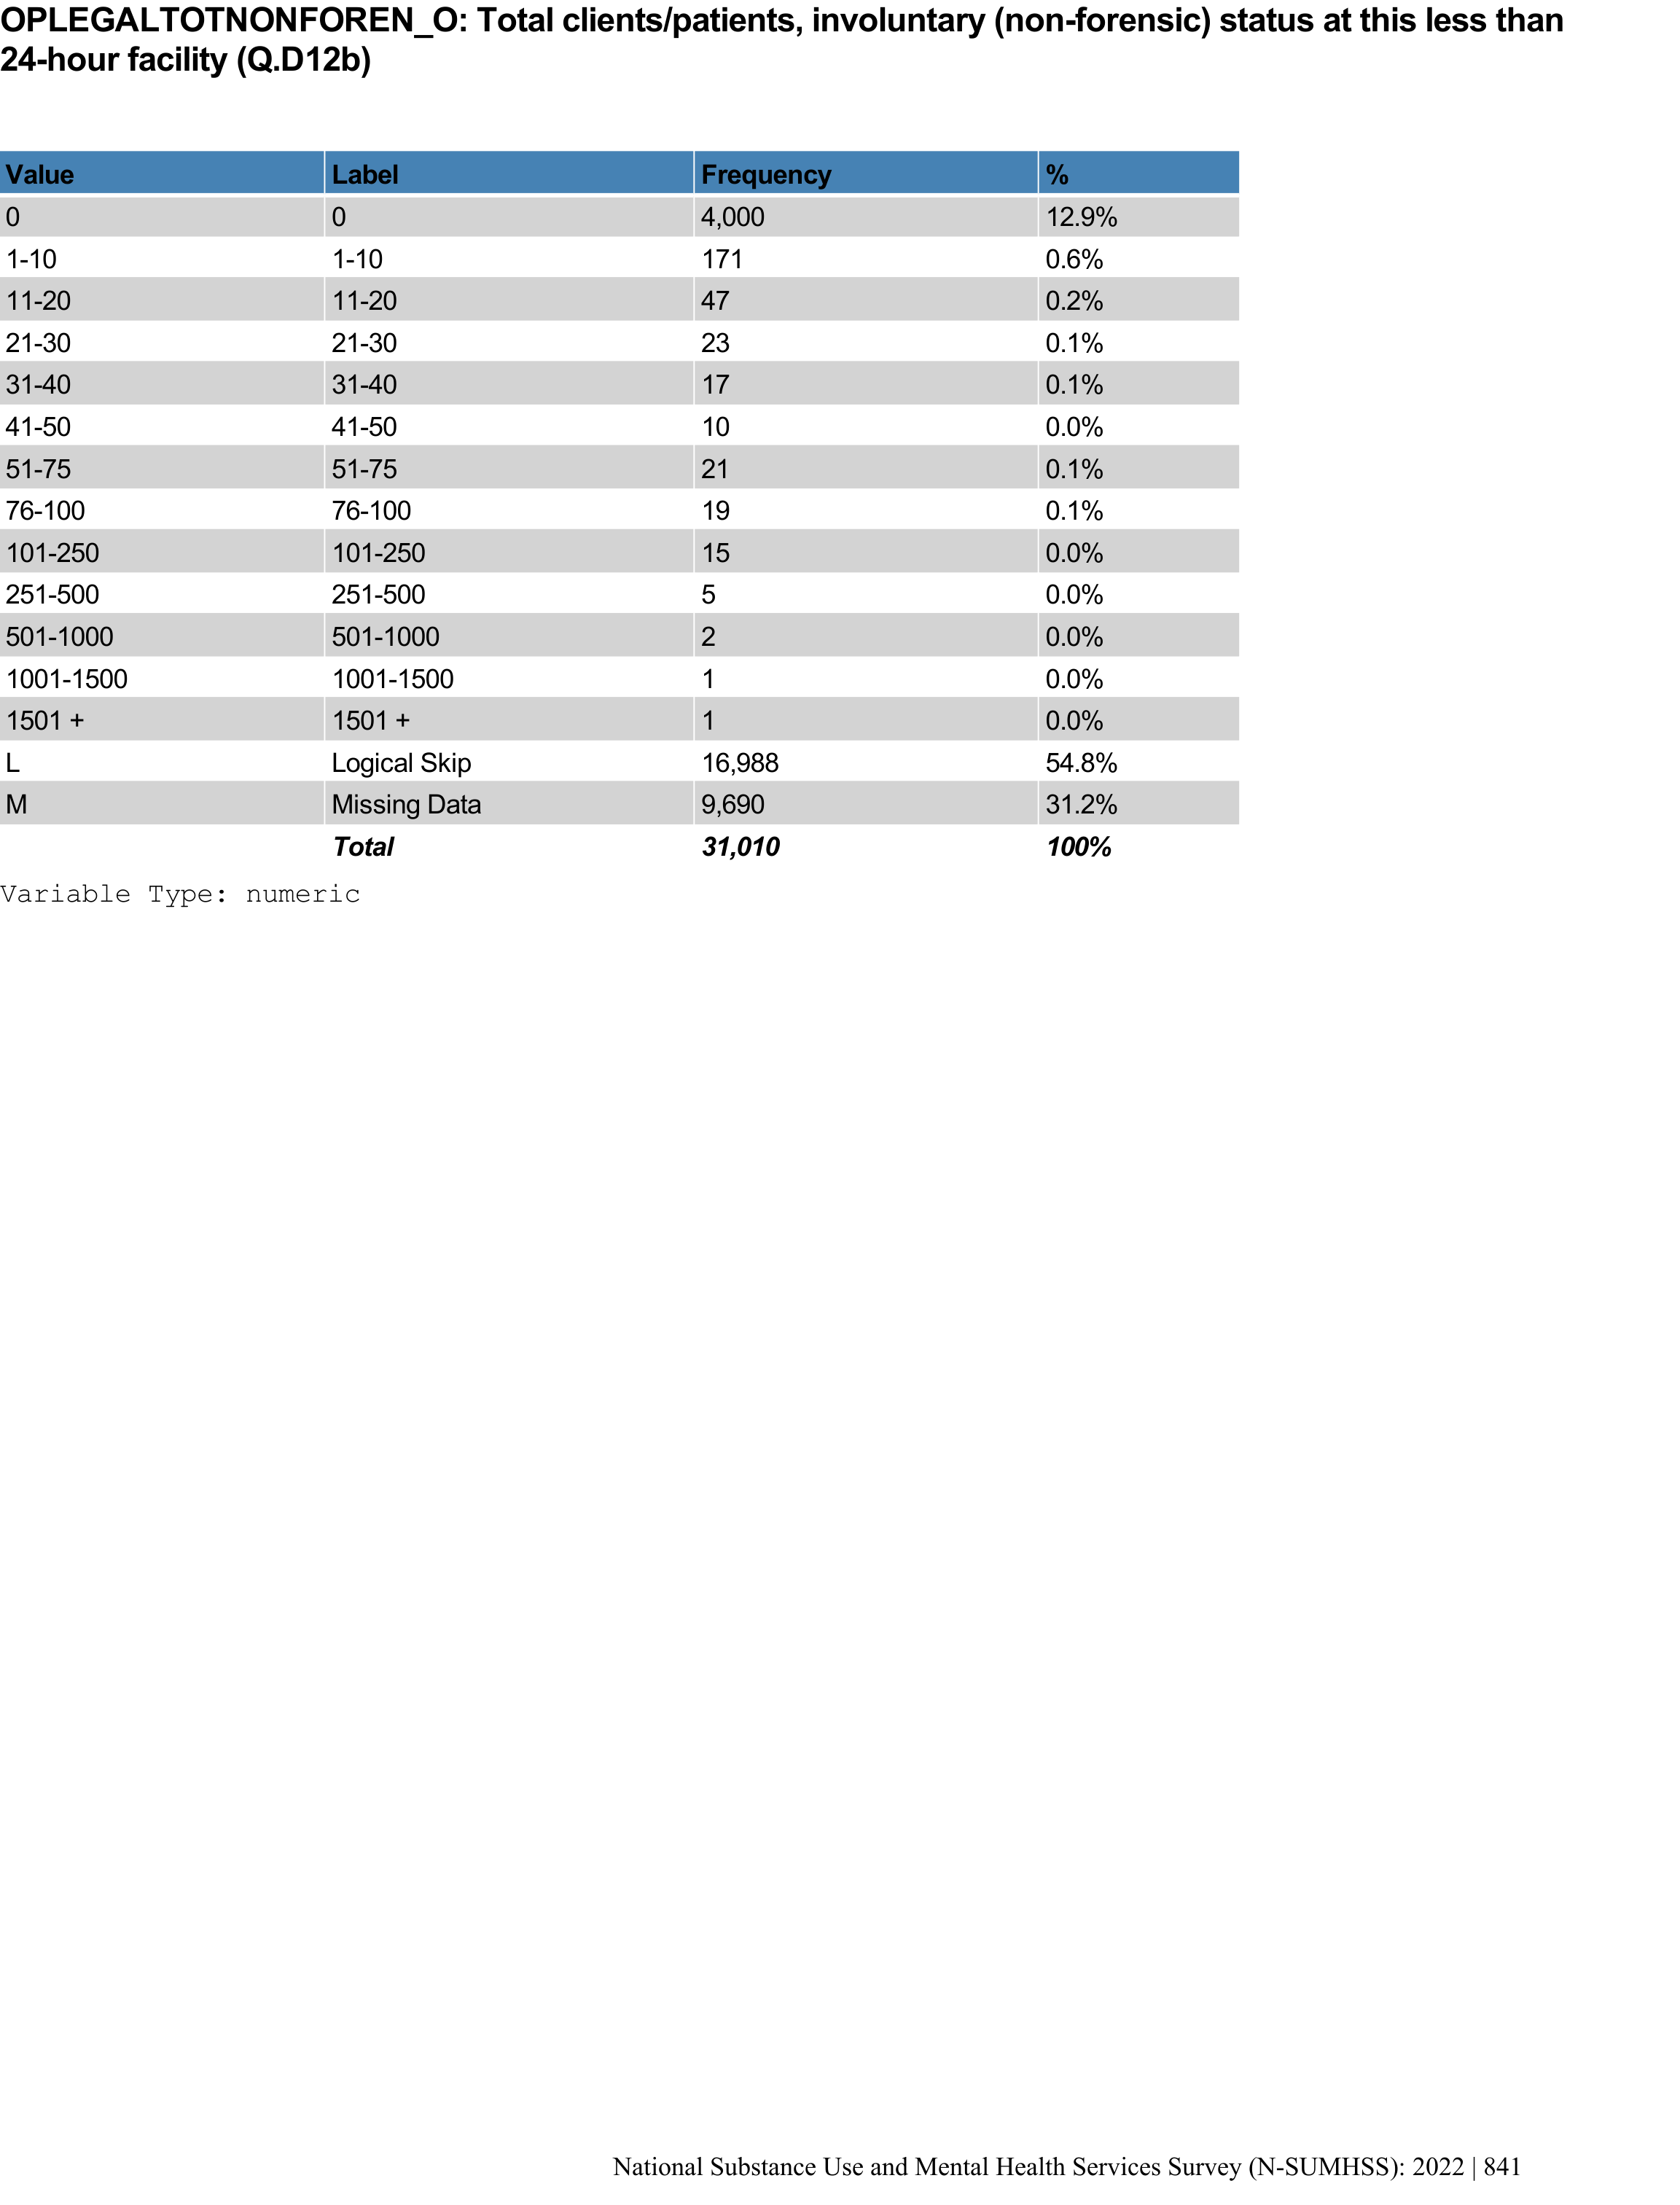 OPLEGALTOTNONFOREN_O: Total clients/patients, involuntary (non-forensic) status at this less than
24-hour facility (Q.D12b)
Value Label Frequency %
0 0 4,000 12.9%
1-10 1-10 171 0.6%
11-20 11-20 47 0.2%
21-30 21-30 23 0.1%
31-40 31-40 17 0.1%
41-50 41-50 10 0.0%
51-75 51-75 21 0.1%
76-100 76-100 19 0.1%
101-250 101-250 15 0.0%
251-500 251-500 5 0.0%
501-1000 501-1000 2 0.0%
1001-1500 1001-1500 1 0.0%
1501 + 1501 + 1 0.0%
L Logical Skip 16,988 54.8%
M Missing Data 9,690 31.2%
Total 31,010 100%
Variable Type: numeric
National Substance Use and Mental Health Services Survey (N-SUMHSS): 2022 | 841